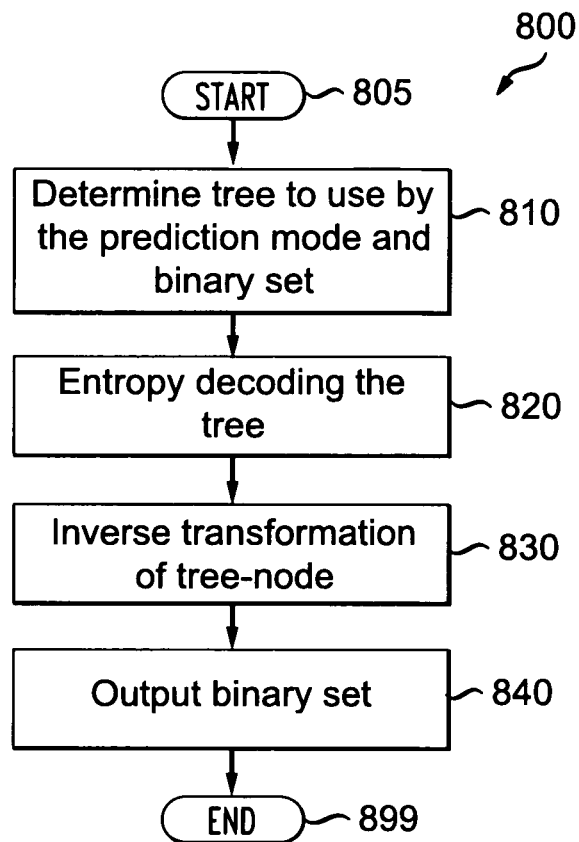 800
START
805
Determine tree to use by
the prediction mode and
binary set
810
Entropy decoding the
tree
820
Inverse transformation
of tree-node
830
Output binary set
840
END
899